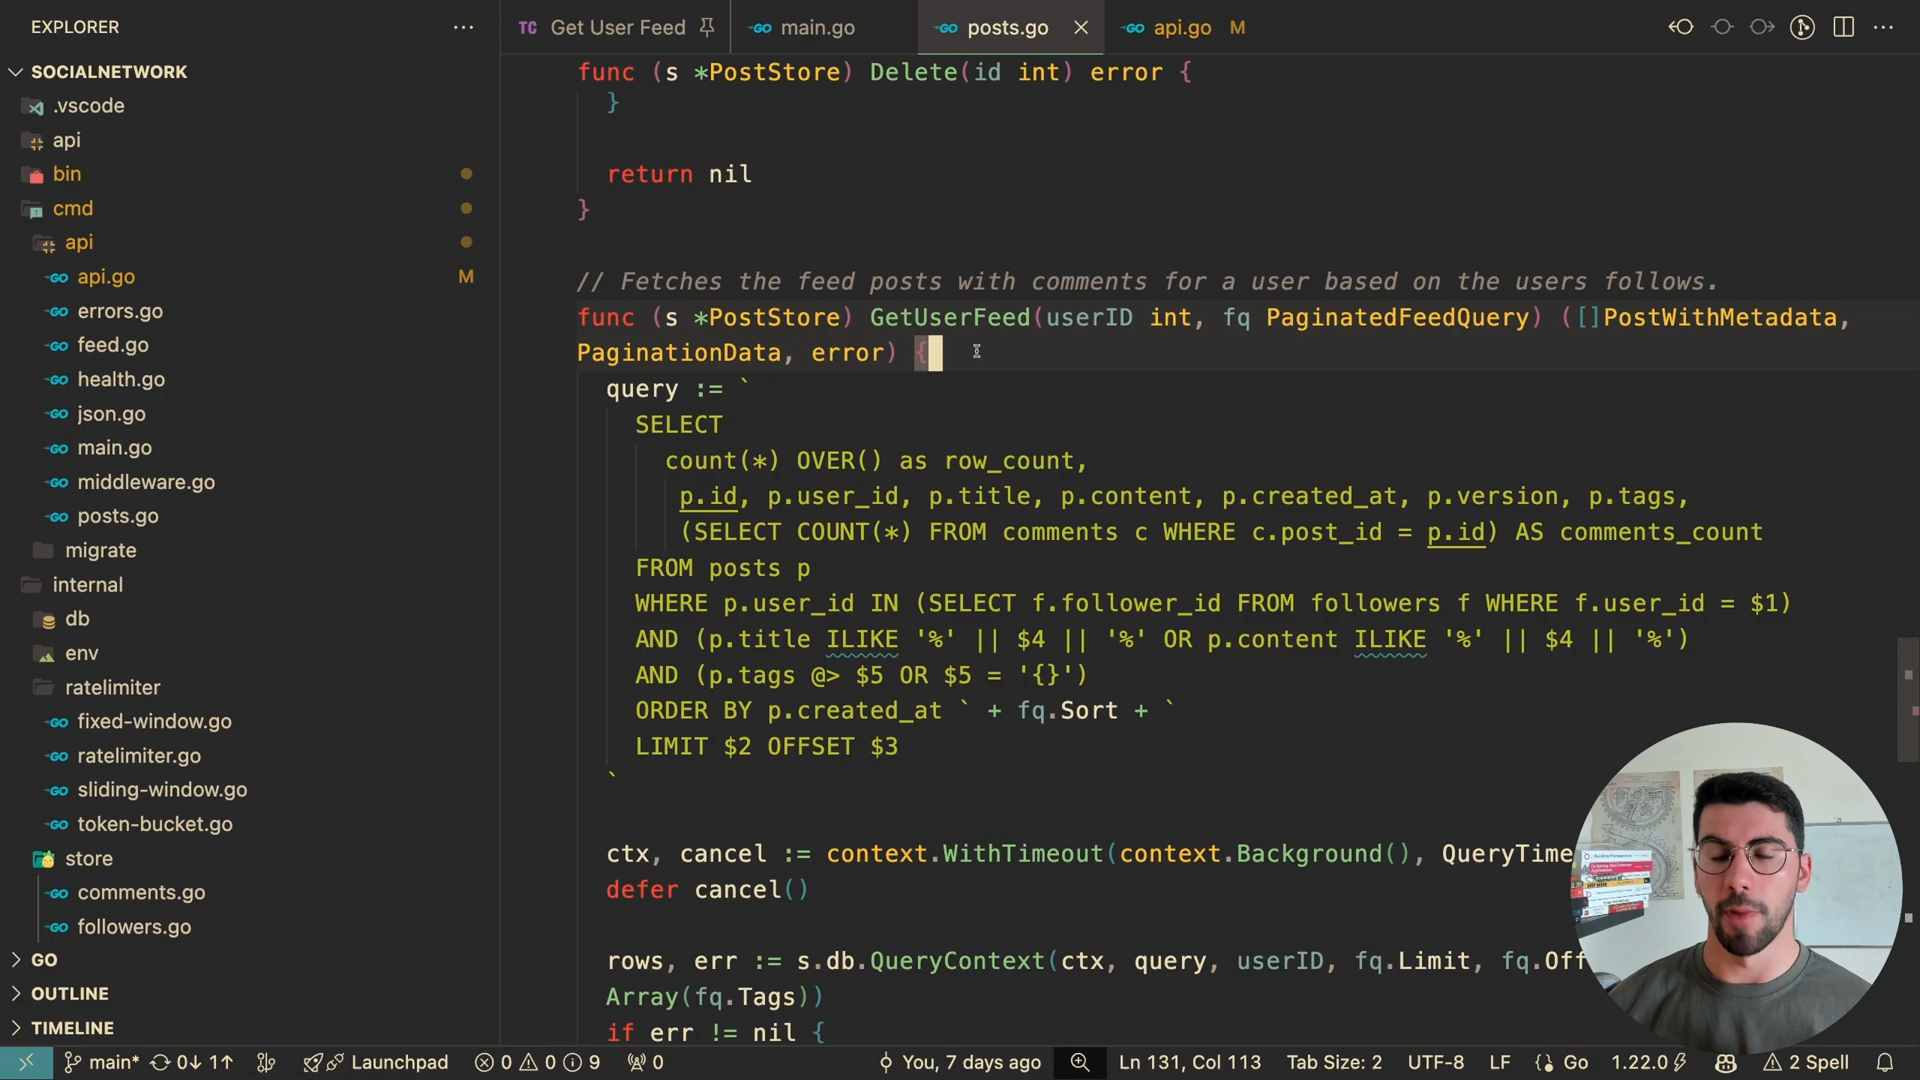 EXPLORER
SOCIALNETWORK
.vscode
api
bin
cmd
api
api.go M
errors.go
feed.go
health.go
json.go
main.go
middleware.go
posts.go
migrate
internal
db
env
ratelimiter
fixed-window.go
ratelimiter.go
sliding-window.go
token-bucket.go
store
comments.go
followers.go
GO
OUTLINE
TIMELINE
TC Get User Feed
main.go
posts.go
api.go M
func (s *PostStore) Delete(id int) error {
}
return nil
}
// Fetches the feed posts with comments for a user based on the users follows.
func (s *PostStore) GetUserFeed(userID int, fq PaginatedFeedQuery) ([]PostWithMetadata,
PaginationData, error) {
query := `
SELECT
count(*) OVER() as row_count,
p.id, p.user_id, p.title, p.content, p.created_at, p.version, p.tags,
(SELECT COUNT(*) FROM comments c WHERE c.post_id = p.id) AS comments_count
FROM posts p
WHERE p.user_id IN (SELECT f.follower_id FROM followers f WHERE f.user_id = $1)
AND (p.title ILIKE '%' || $4 || '%' OR p.content ILIKE '%' || $4 || '%')
AND (p.tags @> $5 OR $5 = '{}')
ORDER BY p.created_at ` + fq.Sort + `
LIMIT $2 OFFSET $3
`
ctx, cancel := context.WithTimeout(context.Background(), QueryTime
defer cancel()
rows, err := s.db.QueryContext(ctx, query, userID, fq.Limit, fq.Off
Array(fq.Tags))
if err != nil {
main* 0↓ 1↑ Launchpad 0 0 9 0 You, 7 days ago Ln 131, Col 113 Tab Size: 2 UTF-8 LF Go 1.22.0 2 Spell